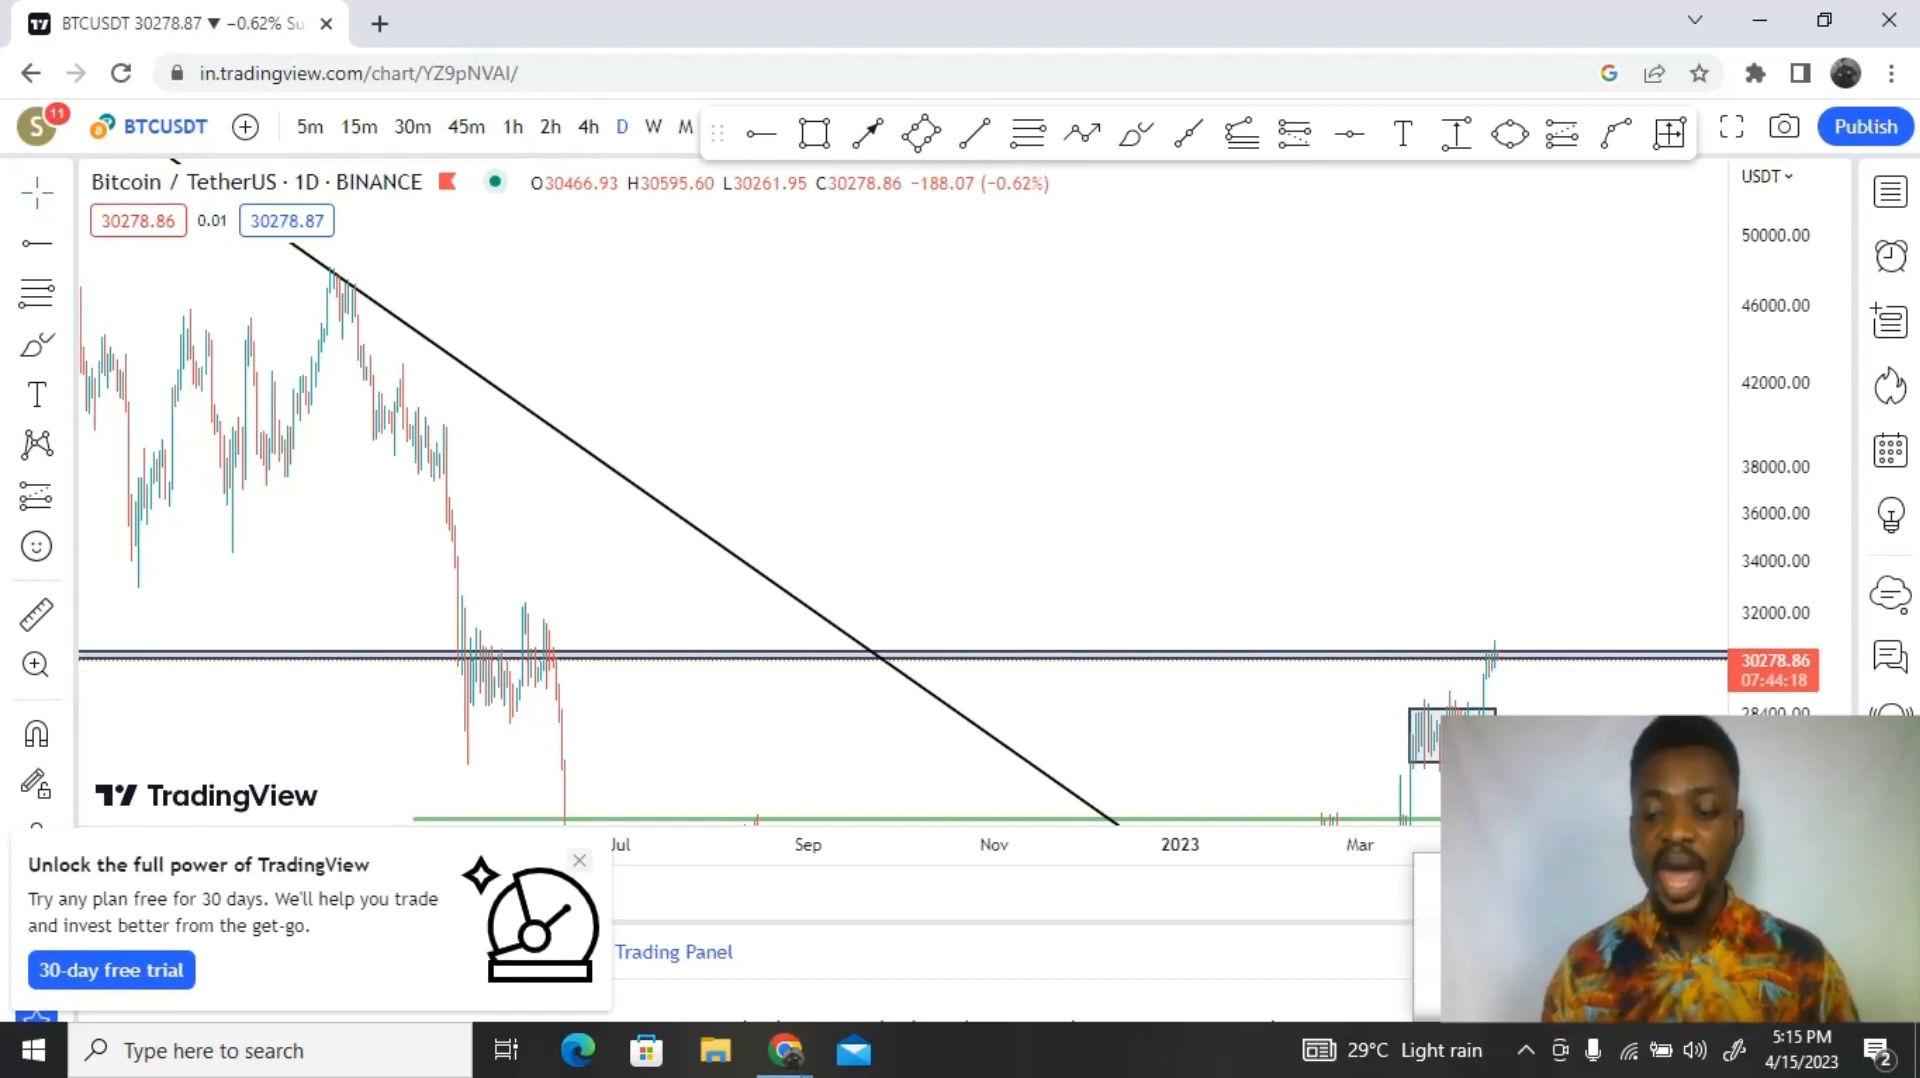 BTCUSDT 30278.87 ▼ −0.62% Su
in.tradingview.com/chart/YZ9pNVAI/
S 11 BTCUSDT 5m 15m 30m 45m 1h 2h 4h D W M T Publish
Bitcoin / TetherUS · 1D · BINANCE O30466.93 H30595.60 L30261.95 C30278.86 −188.07 (−0.62%)
USDT
30278.86 0.01 30278.87
50000.00
46000.00
42000.00
38000.00
36000.00
34000.00
32000.00
30278.86
07:44:18
28400.00
TradingView
Jul Sep Nov 2023 Mar
Unlock the full power of TradingView
Try any plan free for 30 days. We'll help you trade
and invest better from the get-go.
30-day free trial
Trading Panel
Type here to search
29°C Light rain
5:15 PM
4/15/2023
2